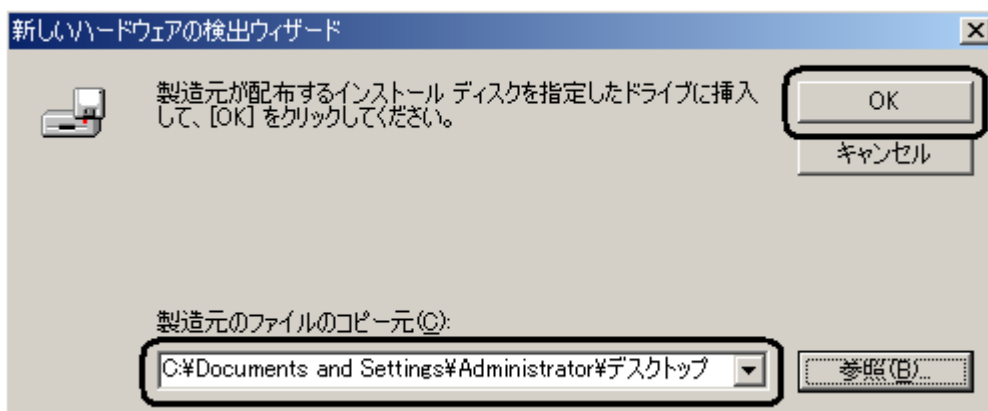 新しいハードウェアの検出ウィザード
製造元が配布するインストール ディスクを指定したドライブに挿入
して、[OK] をクリックしてください。
OK
キャンセル
製造元のファイルのコピー元(C):
C:¥Documents and Settings¥Administrator¥デスクトップ
参照(B)...